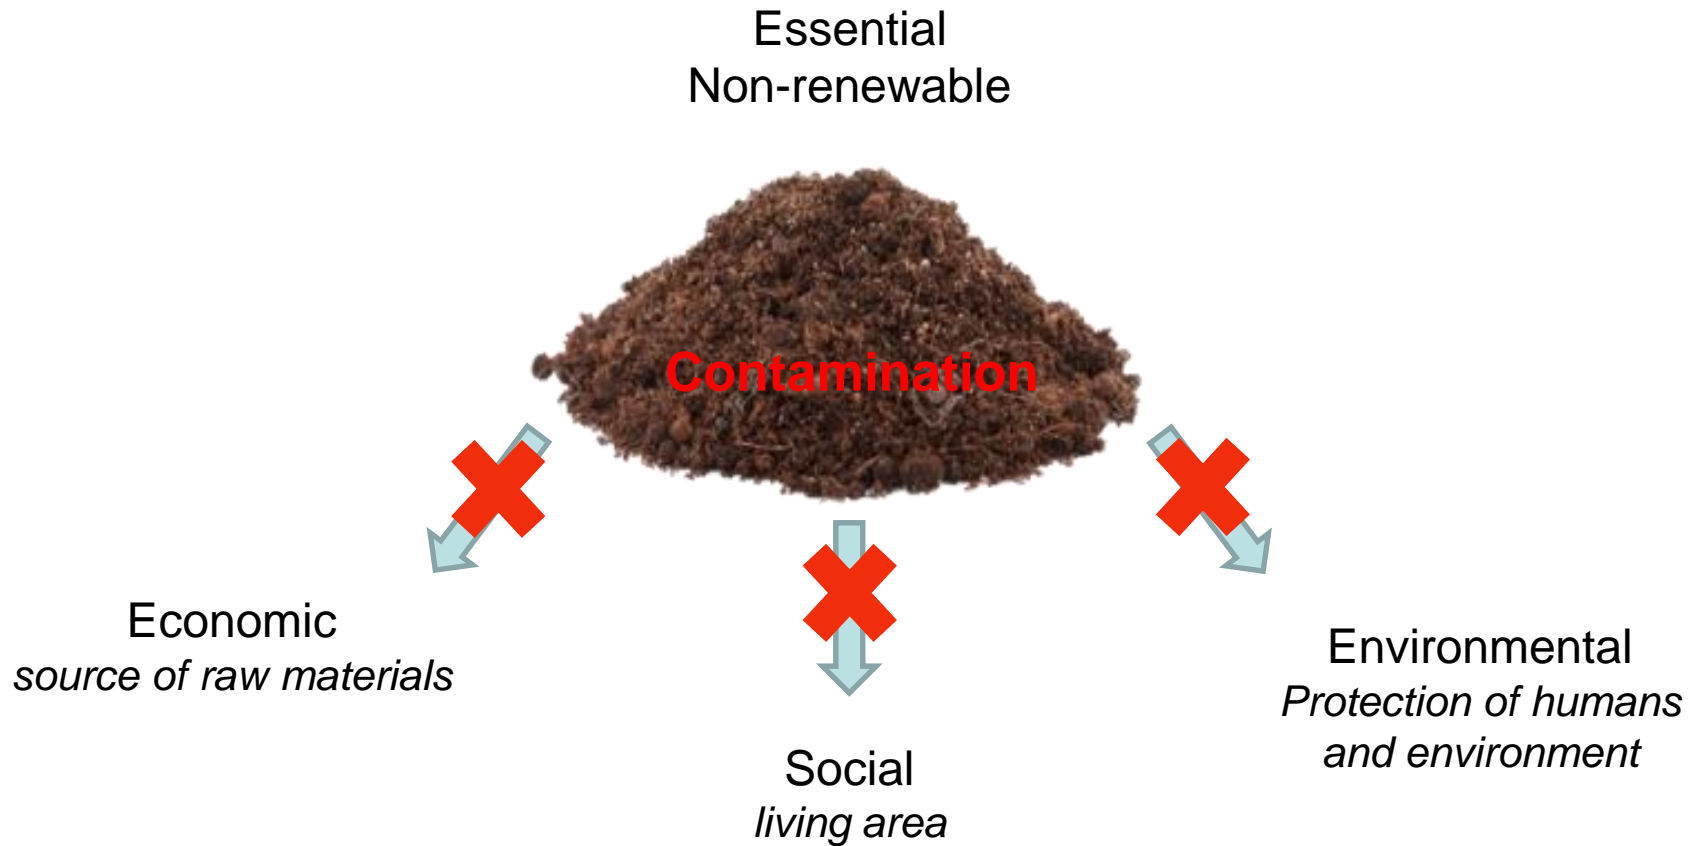 Essential
Non-renewable
Contamination
Economic
source of raw materials
Social
living area
Environmental
Protection of humans
and environment